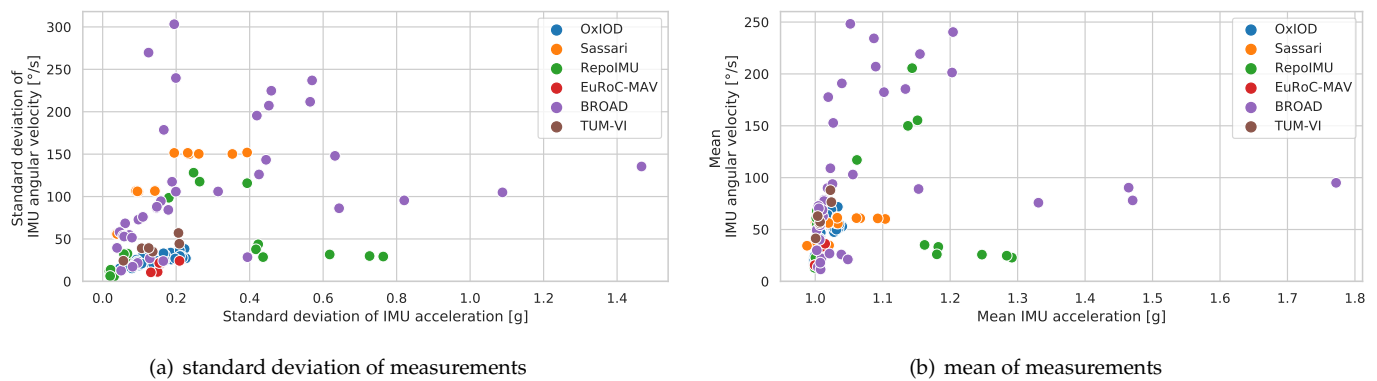 Standard deviation of
IMU angular velocity [°/s]
300
250
200
150
100
50
0
0.0 0.2 0.4 0.6 0.8 1.0 1.2 1.4
Standard deviation of IMU acceleration [g]
OxIOD
Sassari
RepoIMU
EuRoC-MAV
BROAD
TUM-VI
(a) standard deviation of measurements
Mean
IMU angular velocity [°/s]
250
200
150
100
50
0
1.0 1.1 1.2 1.3 1.4 1.5 1.6 1.7 1.8
Mean IMU acceleration [g]
OxIOD
Sassari
RepoIMU
EuRoC-MAV
BROAD
TUM-VI
(b) mean of measurements